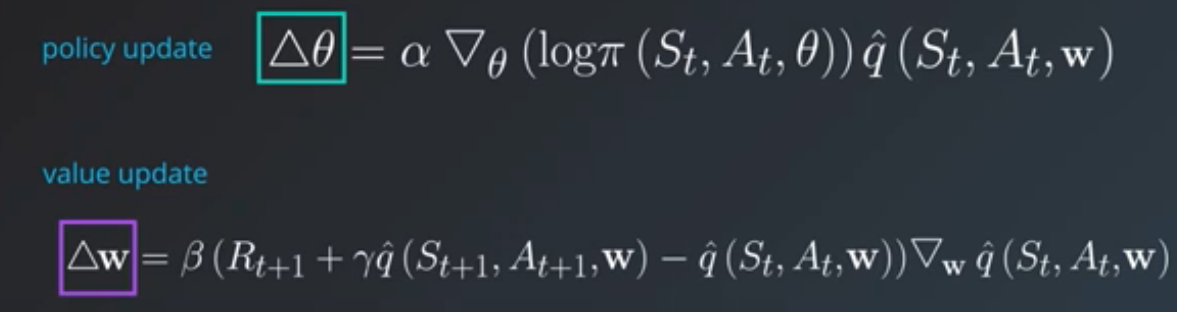 policy update △θ = α ∇θ (logπ (St, At, θ)) q̂ (St, At, w)
value update
△w = β (Rt+1 + γq̂ (St+1, At+1, w) − q̂ (St, At, w)) ∇w q̂ (St, At, w)